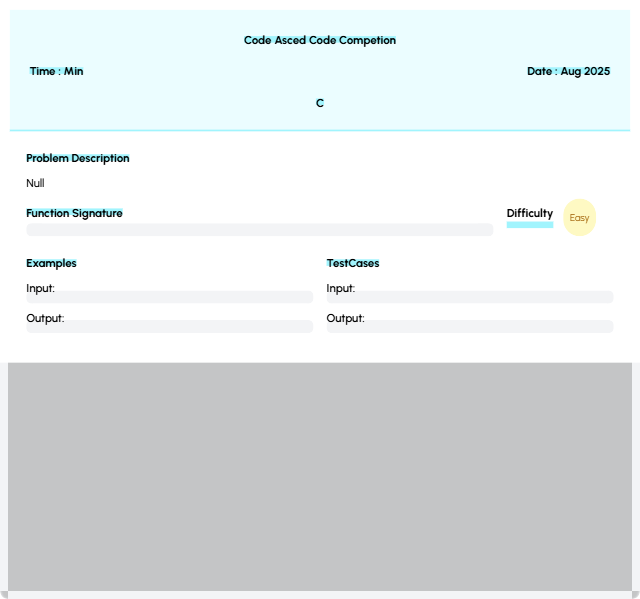 Code Asced Code Competion
Time : Min
Date : Aug 2025
C
Problem Description
Null
Function Signature
Difficulty
Easy
Examples
TestCases
Input:
Input:
Output:
Output: